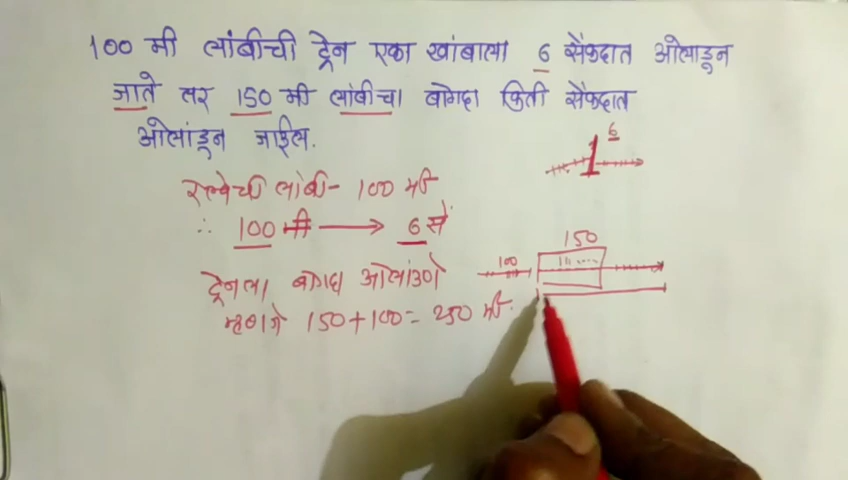 100 मी लांबीची ट्रेन एका खांबाला 6 सेकंदात ओलाडून
जाते तर 150 मी लांबीचा बोगदा किती सेकंदात
ओलांडून जाईल.
6
रेल्वेची लांबी - 100 मी
∴ 100 मी → 6 से
150
100
ट्रेनला बोगदा ओलांडणे
म्हणजे 150 + 100 = 250 मी.